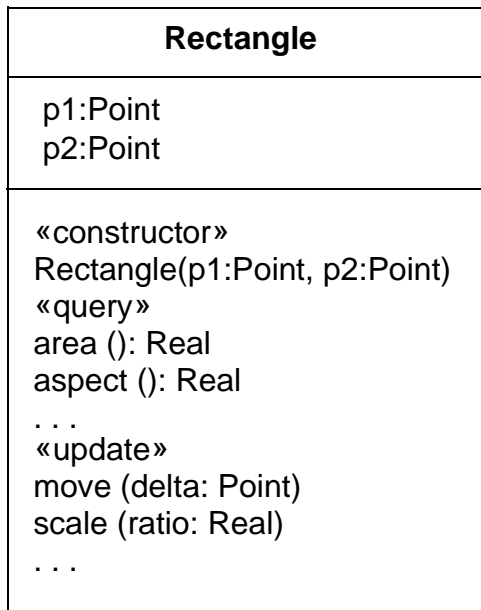 Rectangle
p1:Point
p2:Point
«constructor»
Rectangle(p1:Point, p2:Point)
«query»
area (): Real
aspect (): Real
. . .
«update»
move (delta: Point)
scale (ratio: Real)
. . .